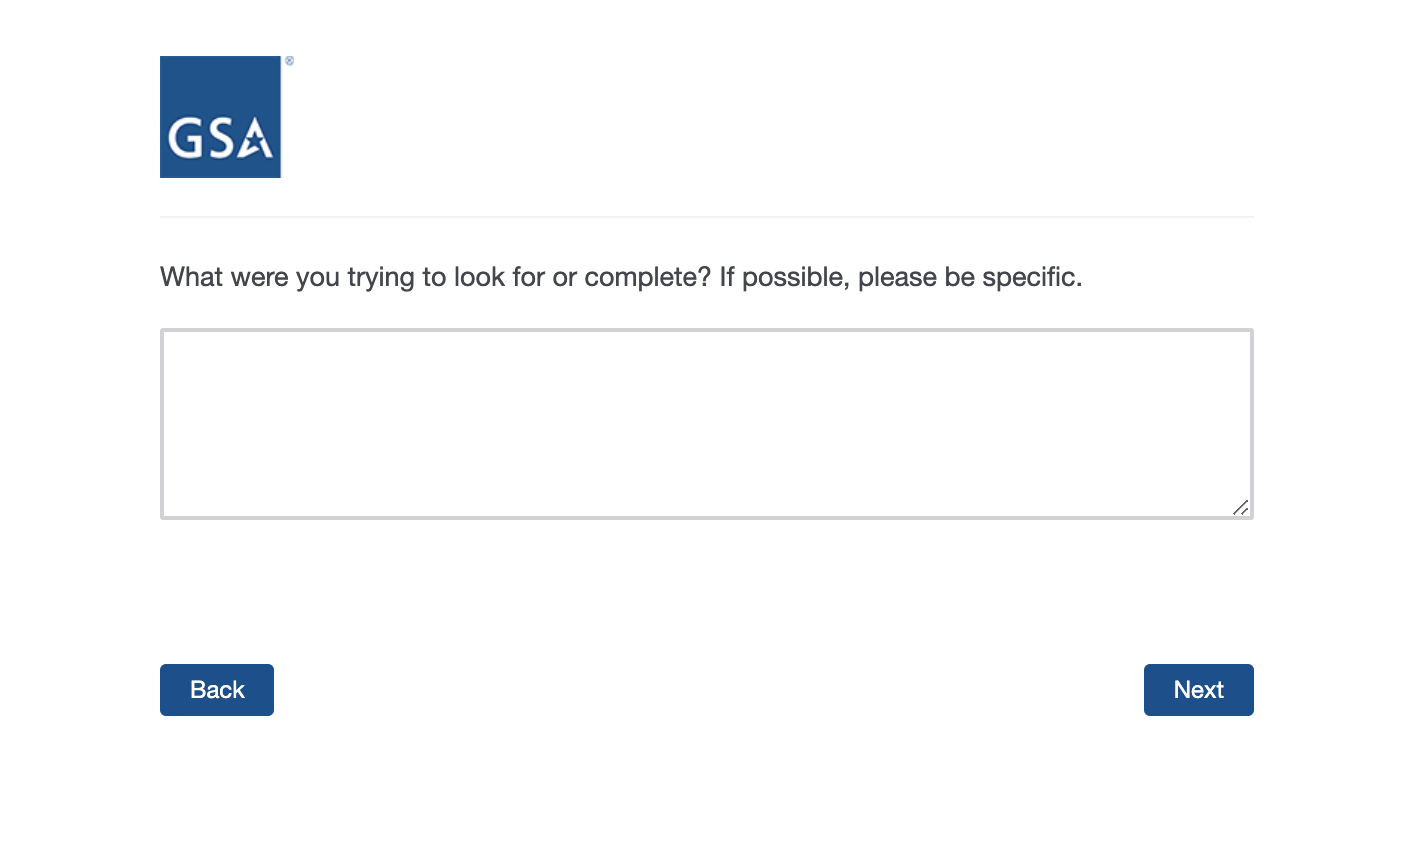 GSA®
What were you trying to look for or complete? If possible, please be specific.
Back
Next